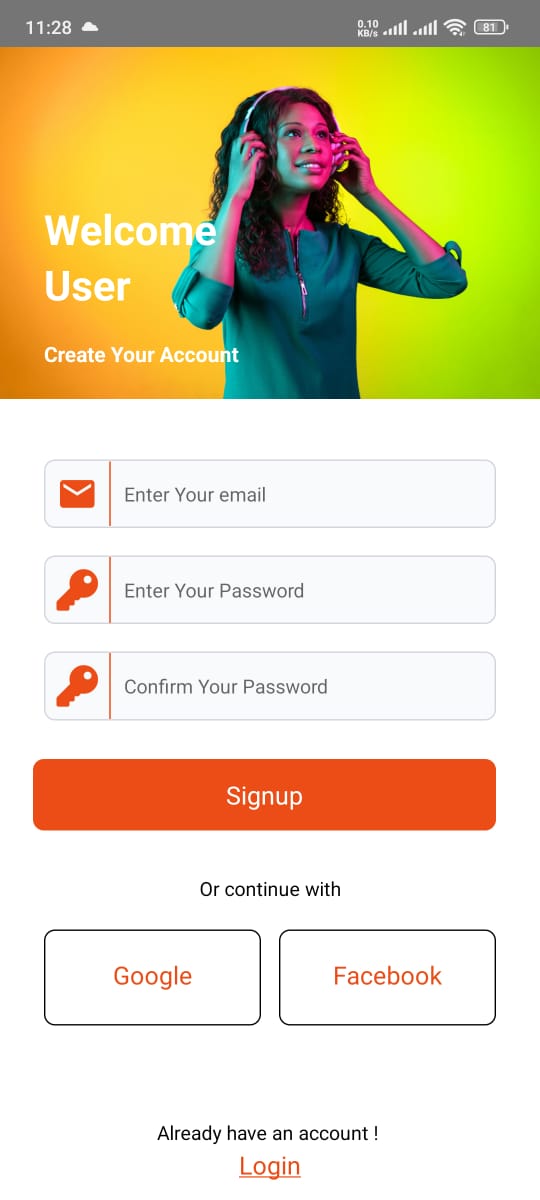 11:28
0.10
KB/s
81
Welcome
User
Create Your Account
Enter Your email
Enter Your Password
Confirm Your Password
Signup
Or continue with
Google
Facebook
Already have an account !
Login